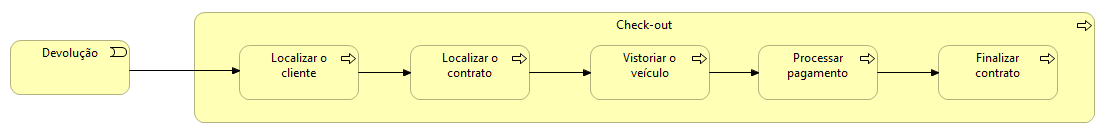 Check-out
Devolução
Localizar o
cliente
Localizar o
contrato
Vistoriar o
veículo
Processar
pagamento
Finalizar
contrato